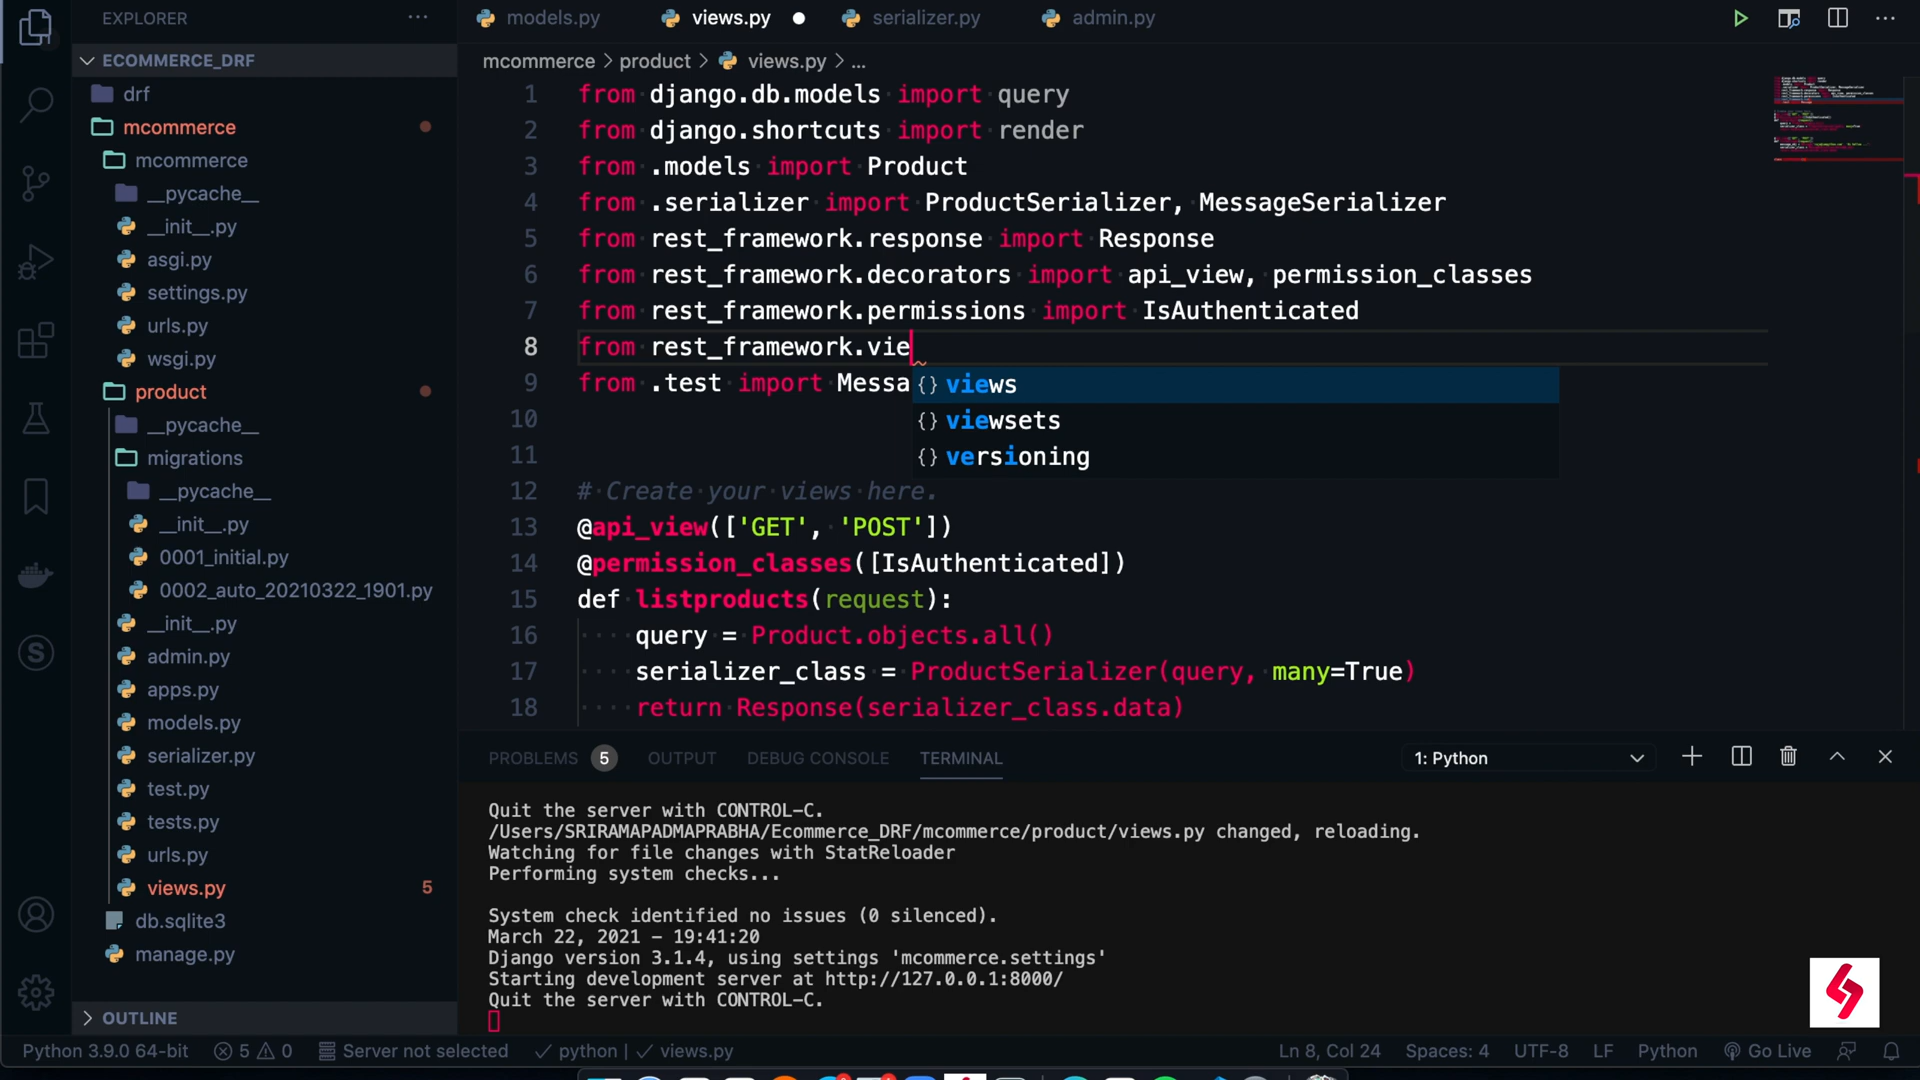 EXPLORER
ECOMMERCE_DRF
drf
mcommerce
mcommerce
__pycache__
__init__.py
asgi.py
settings.py
urls.py
wsgi.py
product
__pycache__
migrations
__pycache__
__init__.py
0001_initial.py
0002_auto_20210322_1901.py
__init__.py
admin.py
apps.py
models.py
serializer.py
test.py
tests.py
urls.py
views.py 5
db.sqlite3
manage.py
OUTLINE
models.py views.py serializer.py admin.py
mcommerce > product > views.py > ...
1 from django.db.models import query
2 from django.shortcuts import render
3 from .models import Product
4 from .serializer import ProductSerializer, MessageSerializer
5 from rest_framework.response import Response
6 from rest_framework.decorators import api_view, permission_classes
7 from rest_framework.permissions import IsAuthenticated
8 from rest_framework.vie
9 from .test import Messa
{} views
{} viewsets
{} versioning
10
11
12 # Create your views here.
13 @api_view(['GET', 'POST'])
14 @permission_classes([IsAuthenticated])
15 def listproducts(request):
16 query = Product.objects.all()
17 serializer_class = ProductSerializer(query, many=True)
18 return Response(serializer_class.data)
PROBLEMS 5 OUTPUT DEBUG CONSOLE TERMINAL 1: Python
Quit the server with CONTROL-C.
/Users/SRIRAMAPADMAPRABHA/Ecommerce_DRF/mcommerce/product/views.py changed, reloading.
Watching for file changes with StatReloader
Performing system checks...
System check identified no issues (0 silenced).
March 22, 2021 - 19:41:20
Django version 3.1.4, using settings 'mcommerce.settings'
Starting development server at http://127.0.0.1:8000/
Quit the server with CONTROL-C.
Python 3.9.0 64-bit 5 0 Server not selected python | views.py Ln 8, Col 24 Spaces: 4 UTF-8 LF Python Go Live